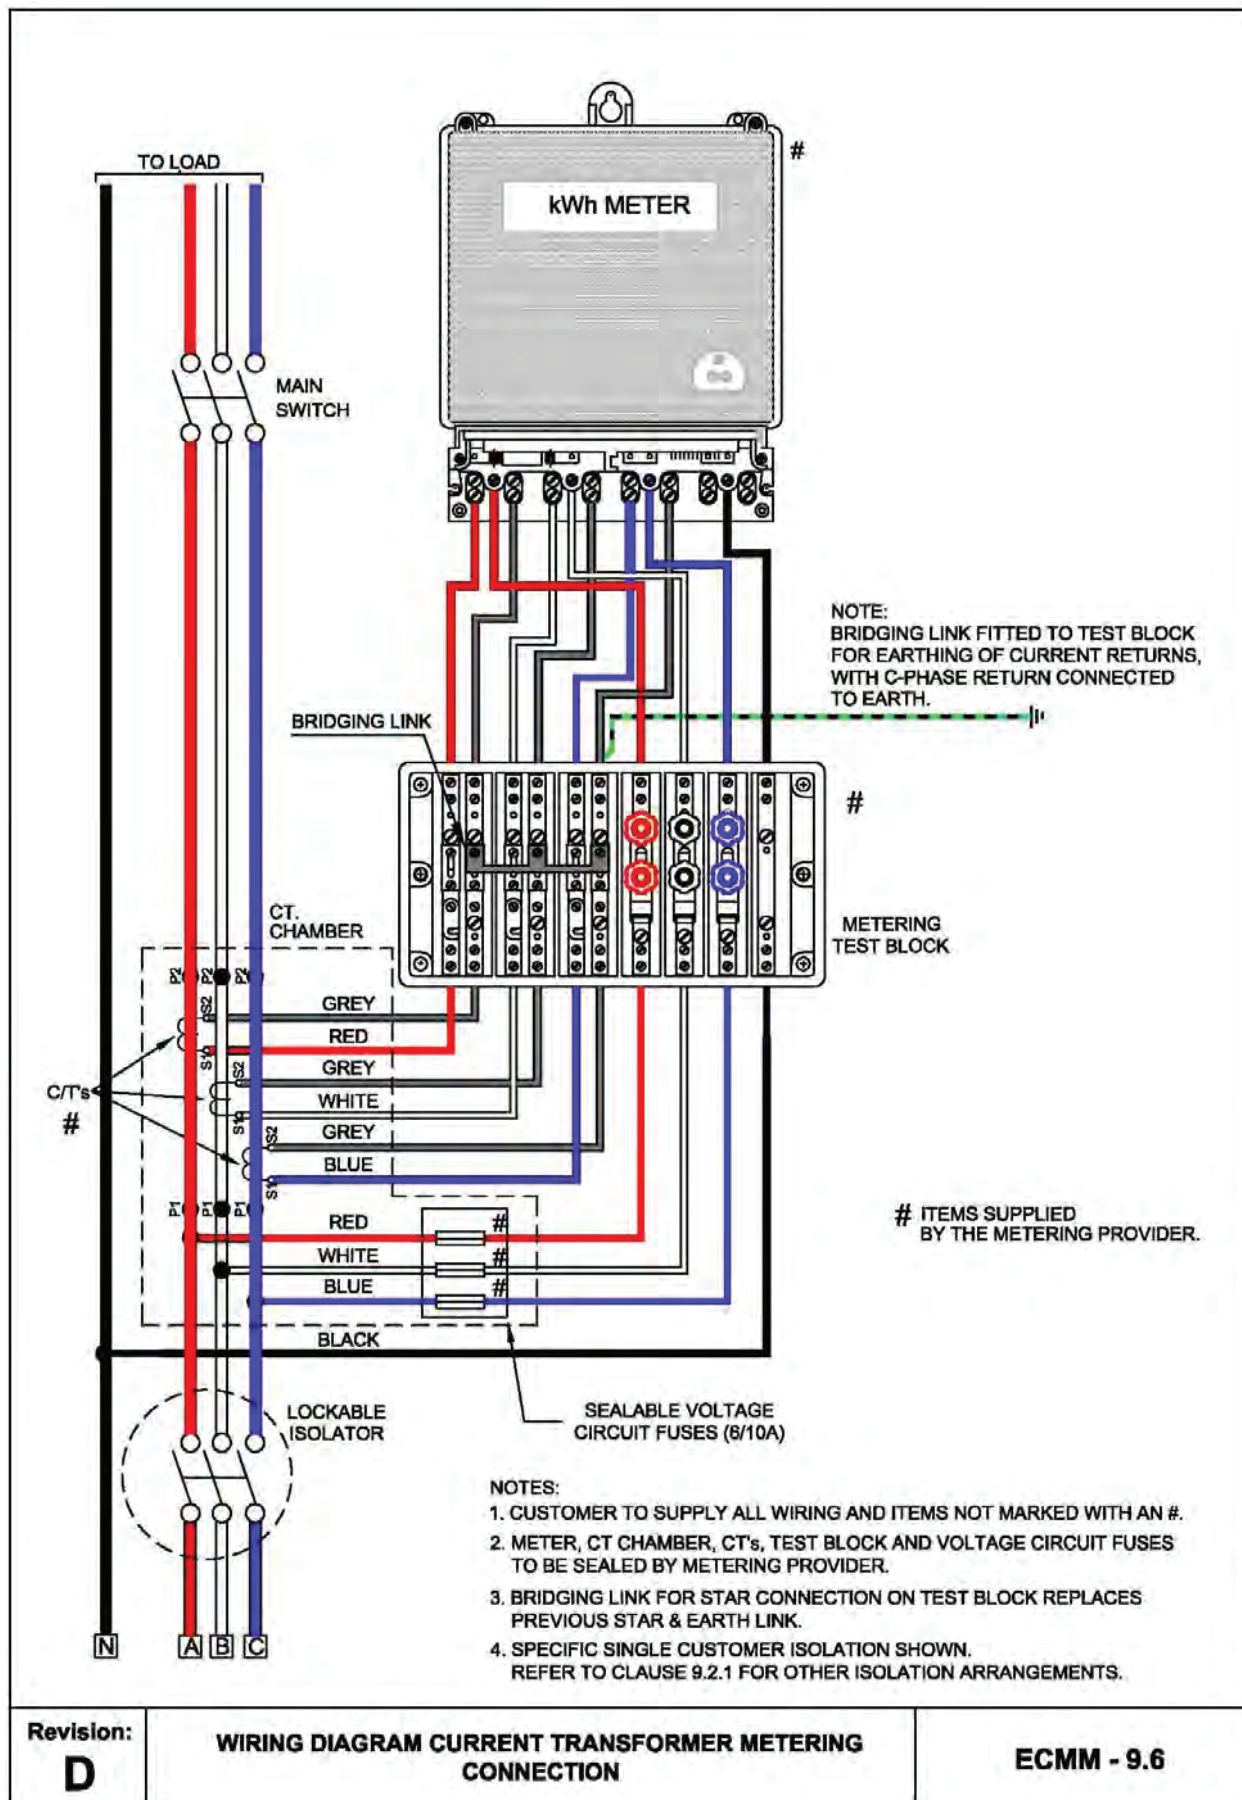 TO LOAD
#
kWh METER
MAIN
SWITCH
NOTE:
BRIDGING LINK FITTED TO TEST BLOCK
FOR EARTHING OF CURRENT RETURNS,
WITH C-PHASE RETURN CONNECTED
TO EARTH.
BRIDGING LINK
#
METERING
TEST BLOCK
CT.
CHAMBER
P2 P2 P2
S2
GREY
RED
S1
S2
GREY
C/T's
#
WHITE
S1
S2
GREY
BLUE
S1
P1 P1 P1
RED
#
WHITE
#
BLUE
#
# ITEMS SUPPLIED
BY THE METERING PROVIDER.
BLACK
LOCKABLE
ISOLATOR
SEALABLE VOLTAGE
CIRCUIT FUSES (6/10A)
NOTES:
1. CUSTOMER TO SUPPLY ALL WIRING AND ITEMS NOT MARKED WITH AN #.
2. METER, CT CHAMBER, CT's, TEST BLOCK AND VOLTAGE CIRCUIT FUSES
TO BE SEALED BY METERING PROVIDER.
3. BRIDGING LINK FOR STAR CONNECTION ON TEST BLOCK REPLACES
PREVIOUS STAR & EARTH LINK.
4. SPECIFIC SINGLE CUSTOMER ISOLATION SHOWN.
REFER TO CLAUSE 9.2.1 FOR OTHER ISOLATION ARRANGEMENTS.
N A B C
Revision:
D
WIRING DIAGRAM CURRENT TRANSFORMER METERING
CONNECTION
ECMM - 9.6